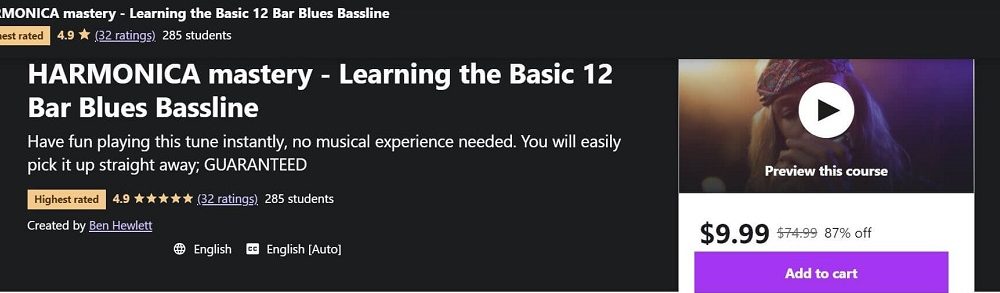 RMONICA mastery - Learning the Basic 12 Bar Blues Bassline
est rated 4.9 (32 ratings) 285 students
HARMONICA mastery - Learning the Basic 12
Bar Blues Bassline
Have fun playing this tune instantly, no musical experience needed. You will easily
pick it up straight away; GUARANTEED
Highest rated 4.9 (32 ratings) 285 students
Created by Ben Hewlett
English CC English [Auto]
Preview this course
$9.99 $74.99 87% off
Add to cart